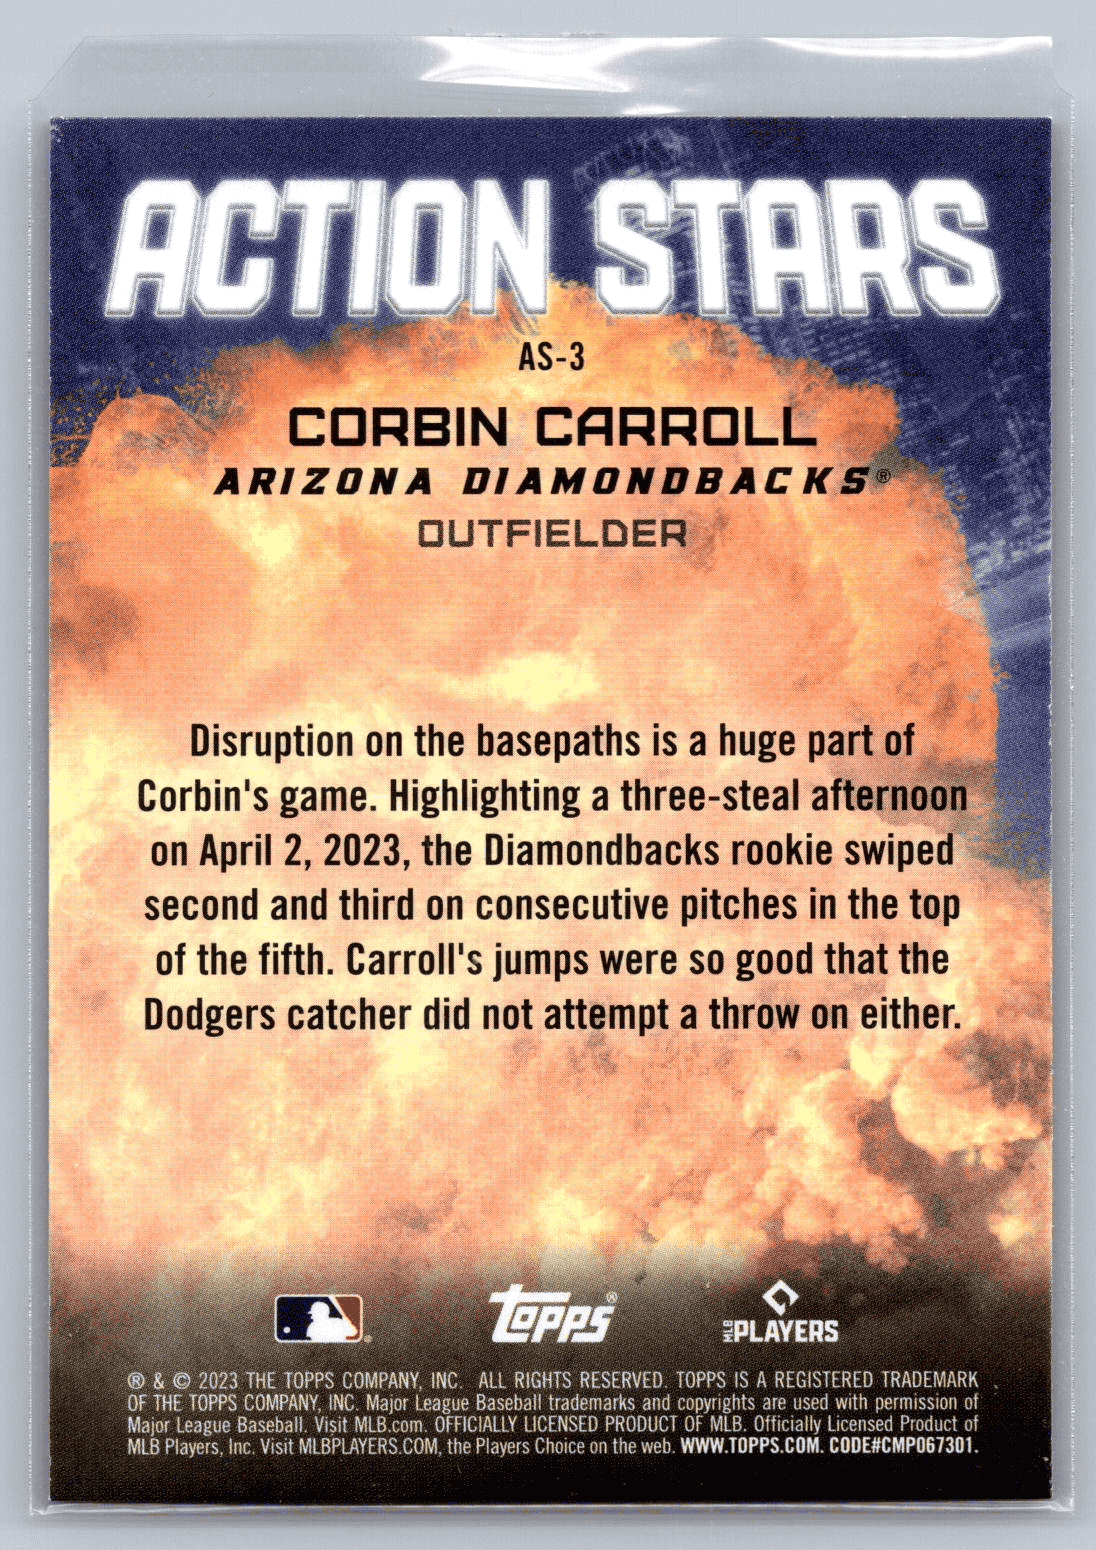 ACTION STARS
AS-3
CORBIN CARROLL
ARIZONA DIAMONDBACKS®
OUTFIELDER
Disruption on the basepaths is a huge part of
Corbin's game. Highlighting a three-steal afternoon
on April 2, 2023, the Diamondbacks rookie swiped
second and third on consecutive pitches in the top
of the fifth. Carroll's jumps were so good that the
Dodgers catcher did not attempt a throw on either.
topps®
MLB PLAYERS
® & © 2023 THE TOPPS COMPANY, INC. ALL RIGHTS RESERVED. TOPPS IS A REGISTERED TRADEMARK
OF THE TOPPS COMPANY, INC. Major League Baseball trademarks and copyrights are used with permission of
Major League Baseball. Visit MLB.com. OFFICIALLY LICENSED PRODUCT OF MLB. Officially Licensed Product of
MLB Players, Inc. Visit MLBPLAYERS.COM, the Players Choice on the web. WWW.TOPPS.COM. CODE#CMP067301.